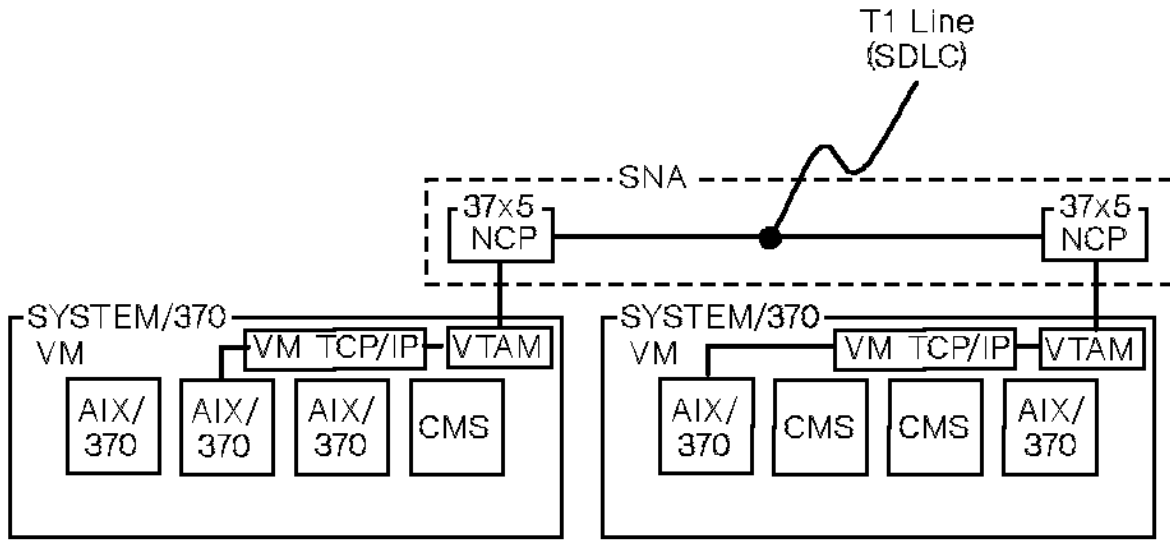 T1 Line
(SDLC)
SNA
37x5
NCP
37x5
NCP
SYSTEM/370
VM
VM TCP/IP
VTAM
AIX/
370
AIX/
370
AIX/
370
CMS
SYSTEM/370
VM
VM TCP/IP
VTAM
AIX/
370
CMS
CMS
AIX/
370